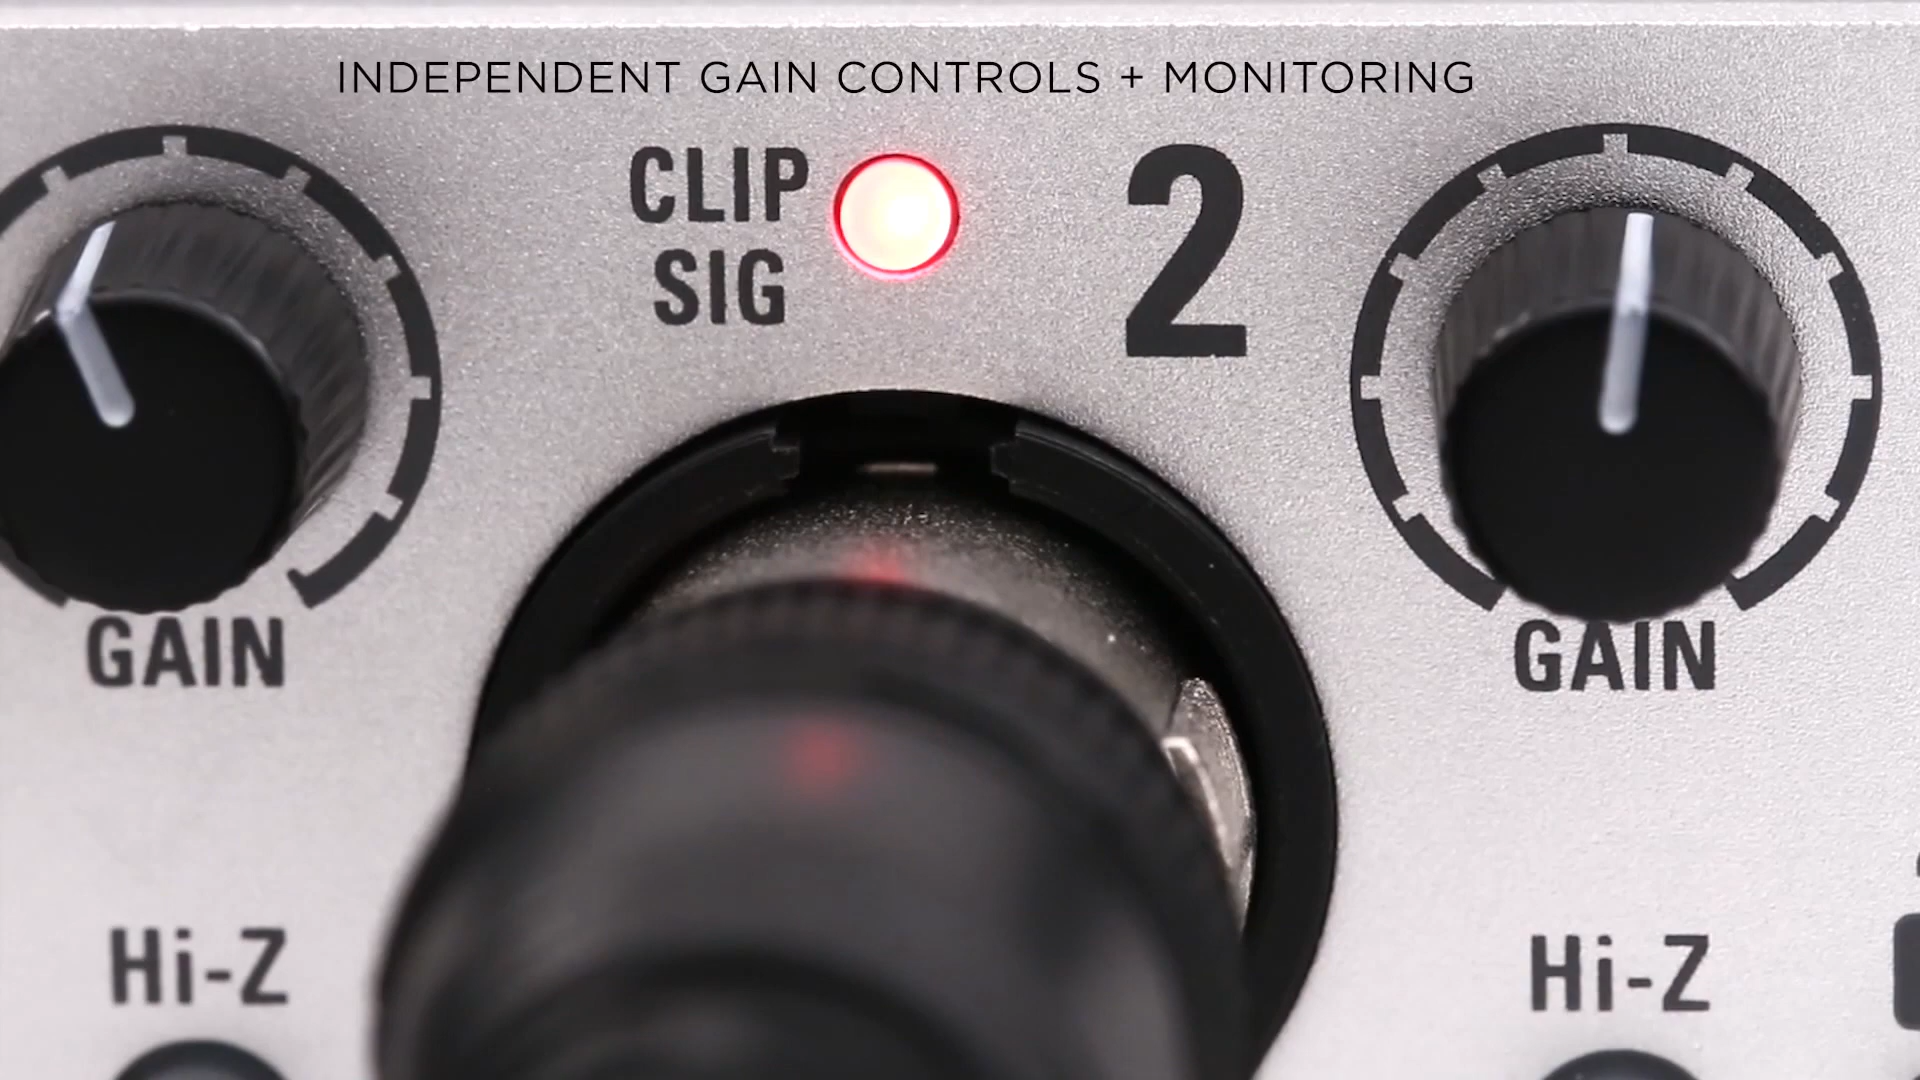 INDEPENDENT GAIN CONTROLS + MONITORING
CLIP
SIG
2
GAIN
GAIN
Hi-Z
Hi-Z